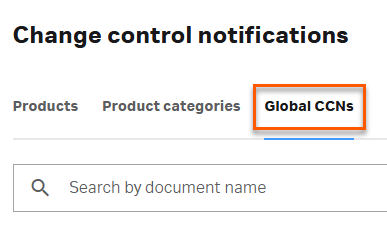 Change control notifications
Products Product categories Global CCNs
Search by document name